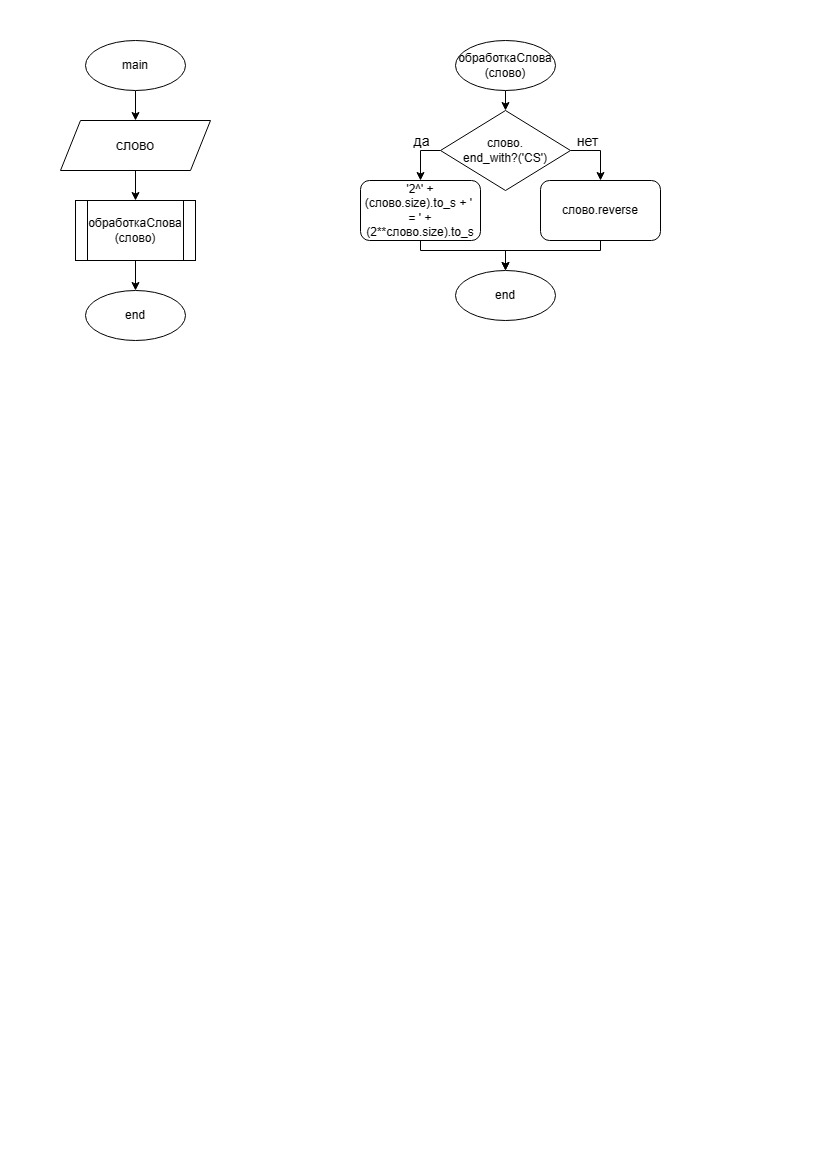 main
слово
обработкаСлова
(слово)
end
обработкаСлова
(слово)
слово.
end_with?('CS')
да
нет
'2^' +
(слово.size).to_s + '
= ' +
(2**слово.size).to_s
слово.reverse
end